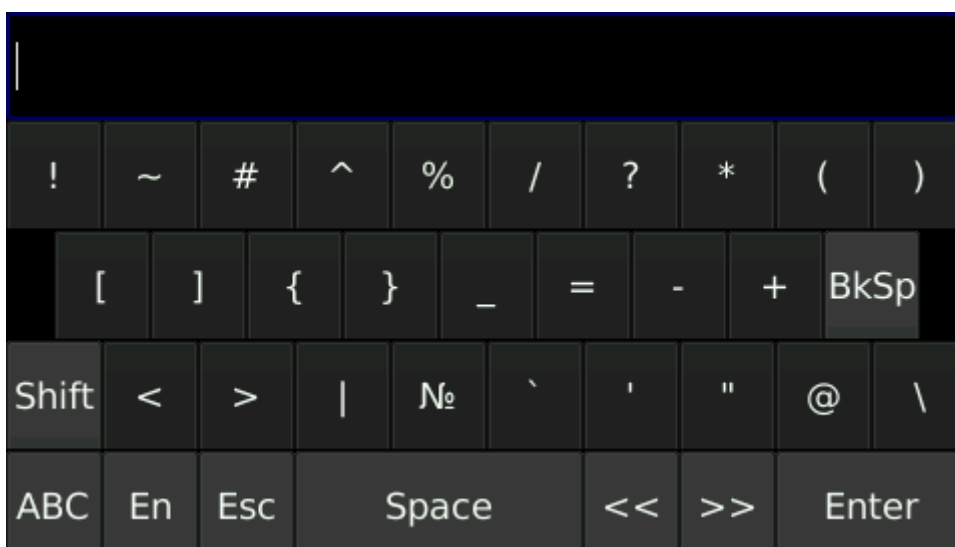 ! ~ # ^ % / ? * ( )
[ ] { } _ = - + BkSp
Shift < > | № ` ' " @ \
ABC En Esc Space << >> Enter